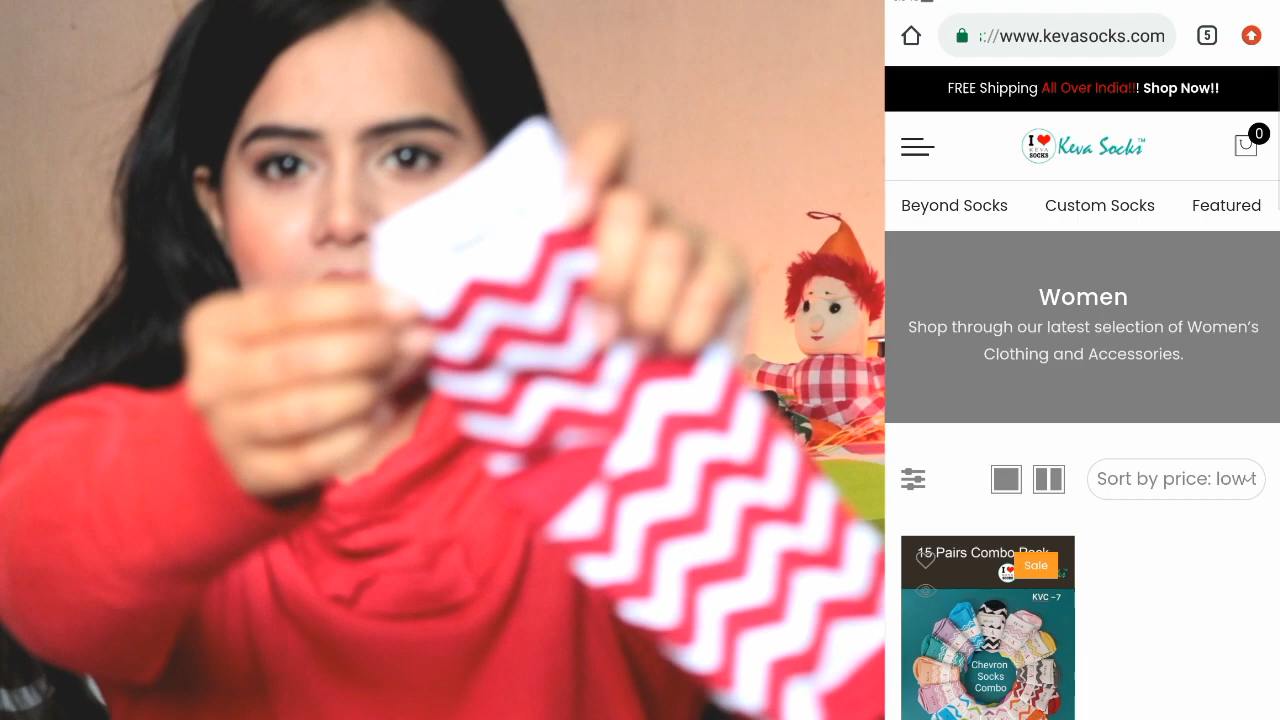 ://www.kevasocks.com
5
FREE Shipping All Over India!!! Shop Now!!
I
KEVA
SOCKS
Keva Socks™
0
Beyond Socks Custom Socks Featured
Women
Shop through our latest selection of Women's
Clothing and Accessories.
Sort by price: low t
15 Pairs Combo Pack
Sale
KVC -7
Chevron
Socks
Combo